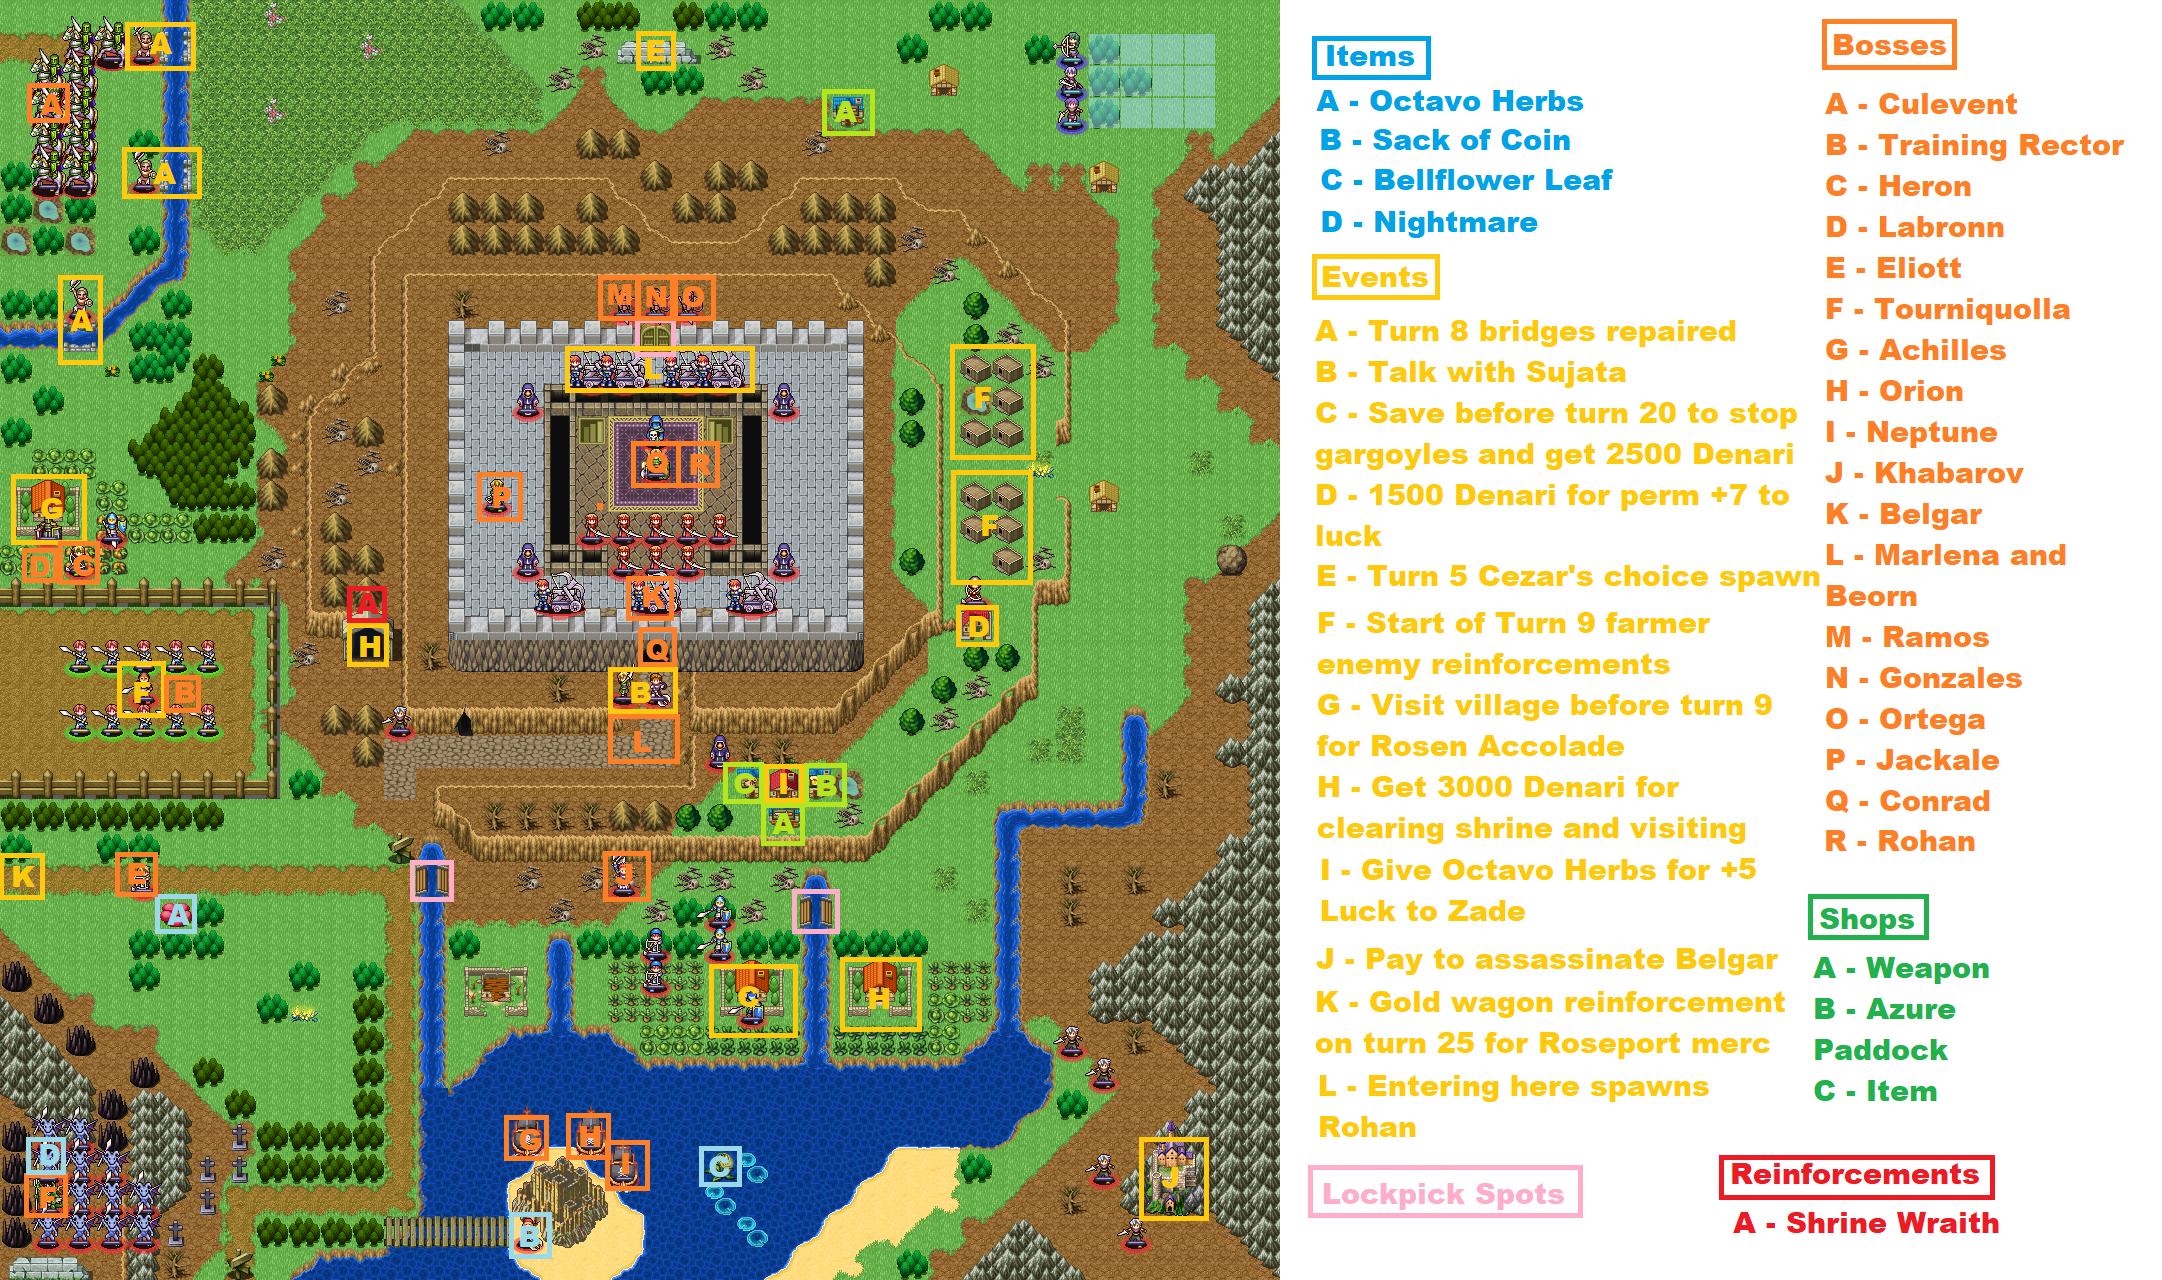 A
E
A
A
A
A
M N O
L
F
P
O R
G
F
D C
A
K
D
H
Q
E B
B
L
C I B
A
K
E
I
A
C
H
D
G H
I
C
J
F
B
Items
A - Octavo Herbs
B - Sack of Coin
C - Bellflower Leaf
D - Nightmare
Events
A - Turn 8 bridges repaired
B - Talk with Sujata
C - Save before turn 20 to stop
gargoyles and get 2500 Denari
D - 1500 Denari for perm +7 to
luck
E - Turn 5 Cezar's choice spawn
F - Start of Turn 9 farmer
enemy reinforcements
G - Visit village before turn 9
for Rosen Accolade
H - Get 3000 Denari for
clearing shrine and visiting
I - Give Octavo Herbs for +5
Luck to Zade
J - Pay to assassinate Belgar
K - Gold wagon reinforcement
on turn 25 for Roseport merc
L - Entering here spawns
Rohan
Lockpick Spots
Bosses
A - Culevent
B - Training Rector
C - Heron
D - Labronn
E - Eliott
F - Tourniquolla
G - Achilles
H - Orion
I - Neptune
J - Khabarov
K - Belgar
L - Marlena and
Beorn
M - Ramos
N - Gonzales
O - Ortega
P - Jackale
Q - Conrad
R - Rohan
Shops
A - Weapon
B - Azure
Paddock
C - Item
Reinforcements
A - Shrine Wraith